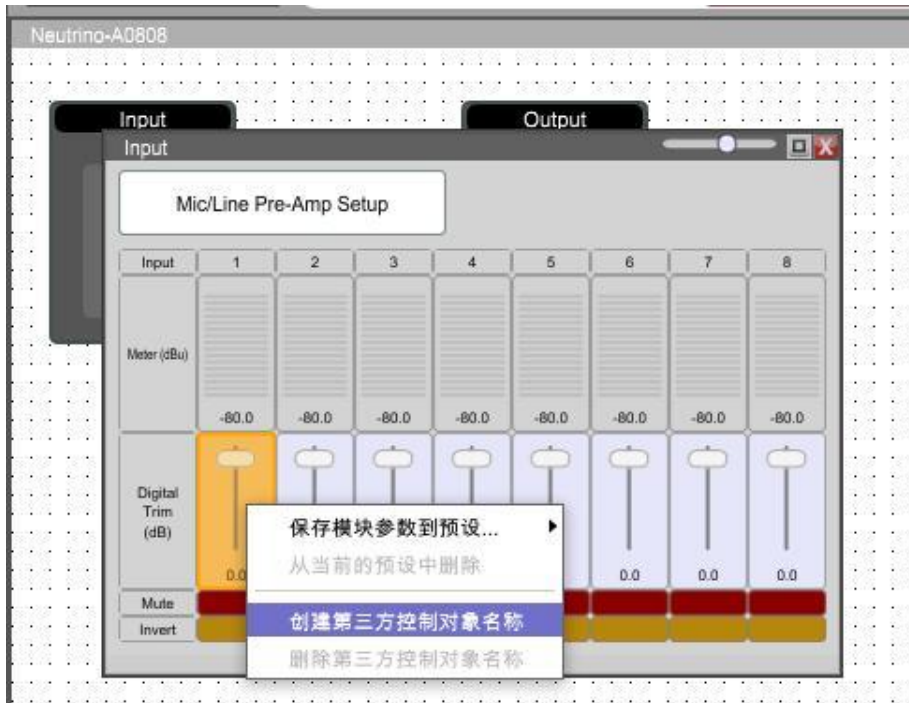 Neutrino-A0808
Input
Output
Input
X
Mic/Line Pre-Amp Setup
Input 1 2 3 4 5 6 7 8
Meter (dBu)
-80.0 -80.0 -80.0 -80.0 -80.0 -80.0 -80.0 -80.0
Digital
Trim
(dB)
保存模块参数到预设...
从当前的预设中删除
0.0 0.0 0.0 0.0
Mute
创建第三方控制对象名称
Invert
删除第三方控制对象名称